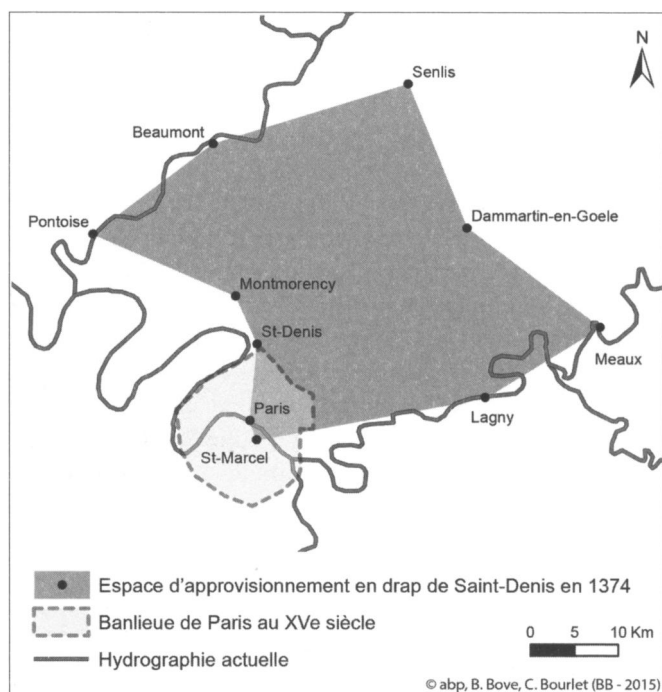 N
Senlis
Beaumont
Pontoise
Dammartin-en-Goele
Montmorency
St-Denis
Meaux
Paris
Lagny
St-Marcel
Espace d'approvisionnement en drap de Saint-Denis en 1374
Banlieue de Paris au XVe siècle
0 5 10 Km
Hydrographie actuelle
© abp, B. Bove, C. Bourlet (BB - 2015)